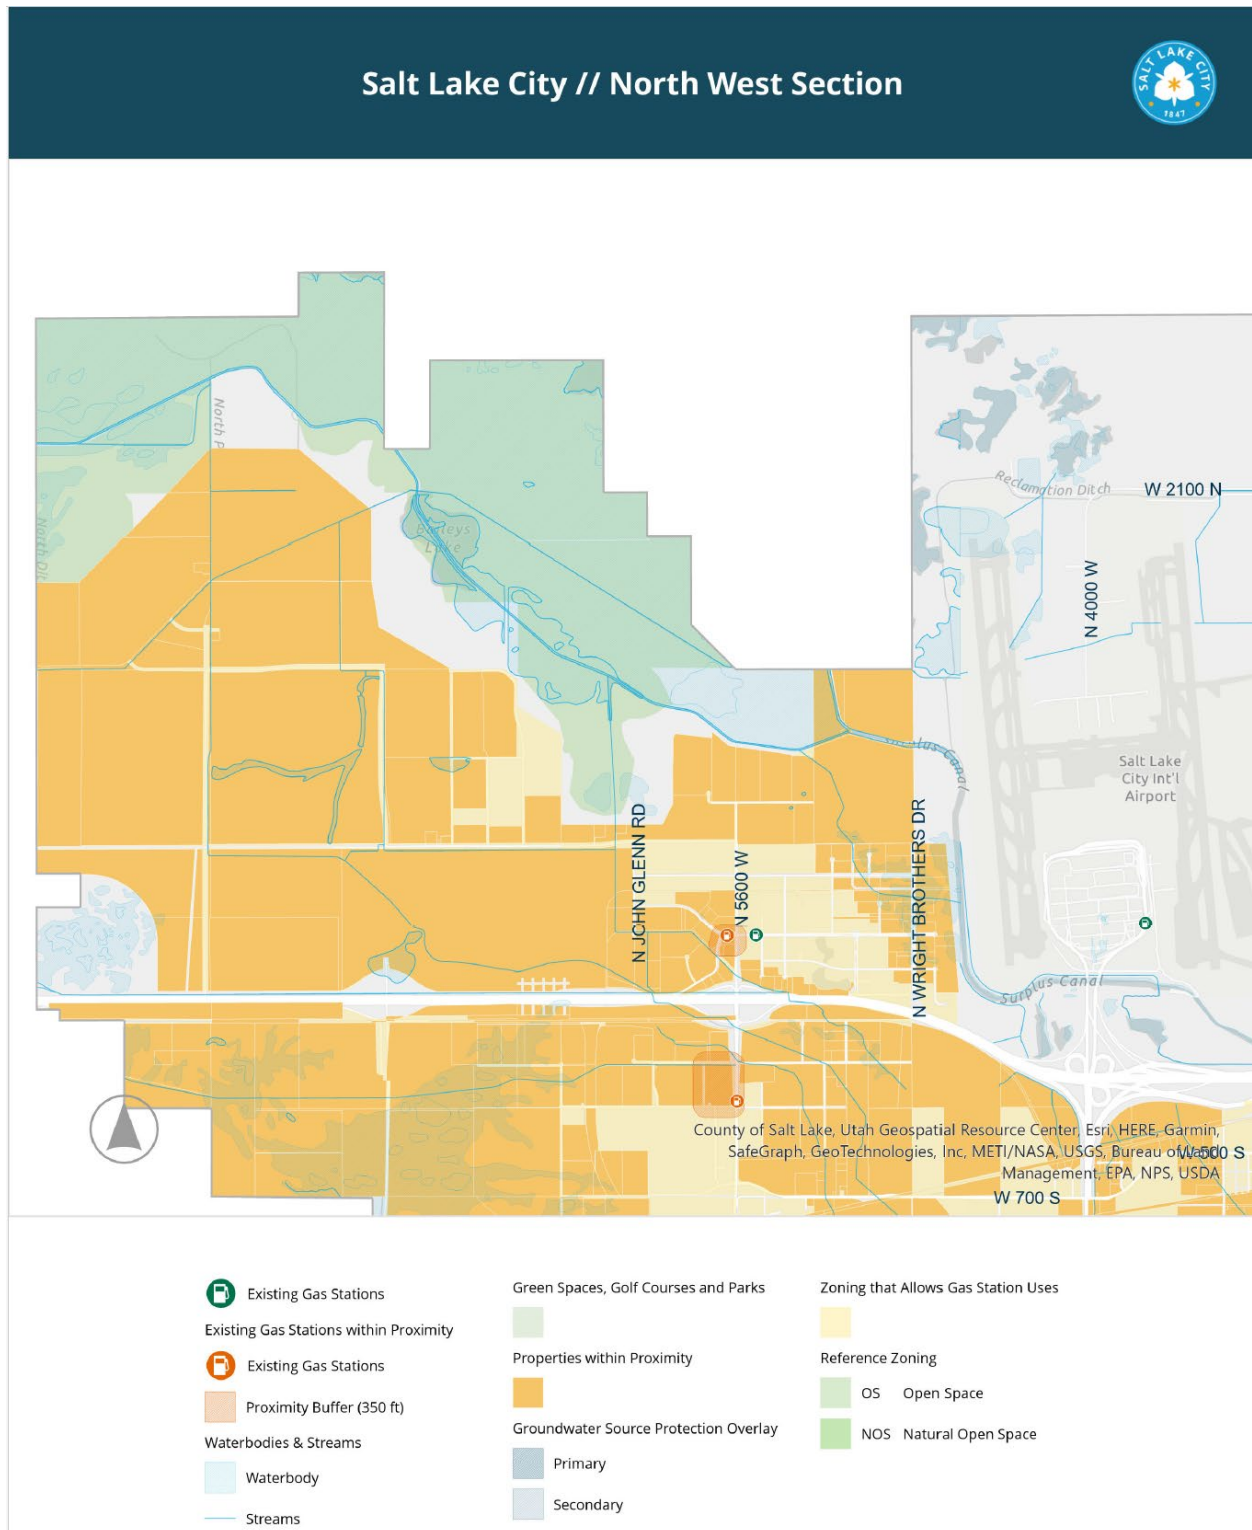 Salt Lake City // North West Section
SALT LAKE CITY
1847
North P
Reclamation Ditch
W 2100 N
Baileys
Lake
N 4000 W
Surplus Canal
Salt Lake
City Int'l
Airport
N JOHN GLENN RD
N 5600 W
N WRIGHT BROTHERS DR
Surplus Canal
County of Salt Lake, Utah Geospatial Resource Center, Esri, HERE, Garmin,
SafeGraph, GeoTechnologies, Inc, METI/NASA, USGS, Bureau of Land
Management, EPA, NPS, USDA
W 500 S
W 700 S
Existing Gas Stations
Existing Gas Stations within Proximity
Existing Gas Stations
Proximity Buffer (350 ft)
Waterbodies & Streams
Waterbody
Streams
Green Spaces, Golf Courses and Parks
Properties within Proximity
Groundwater Source Protection Overlay
Primary
Secondary
Zoning that Allows Gas Station Uses
Reference Zoning
OS Open Space
NOS Natural Open Space